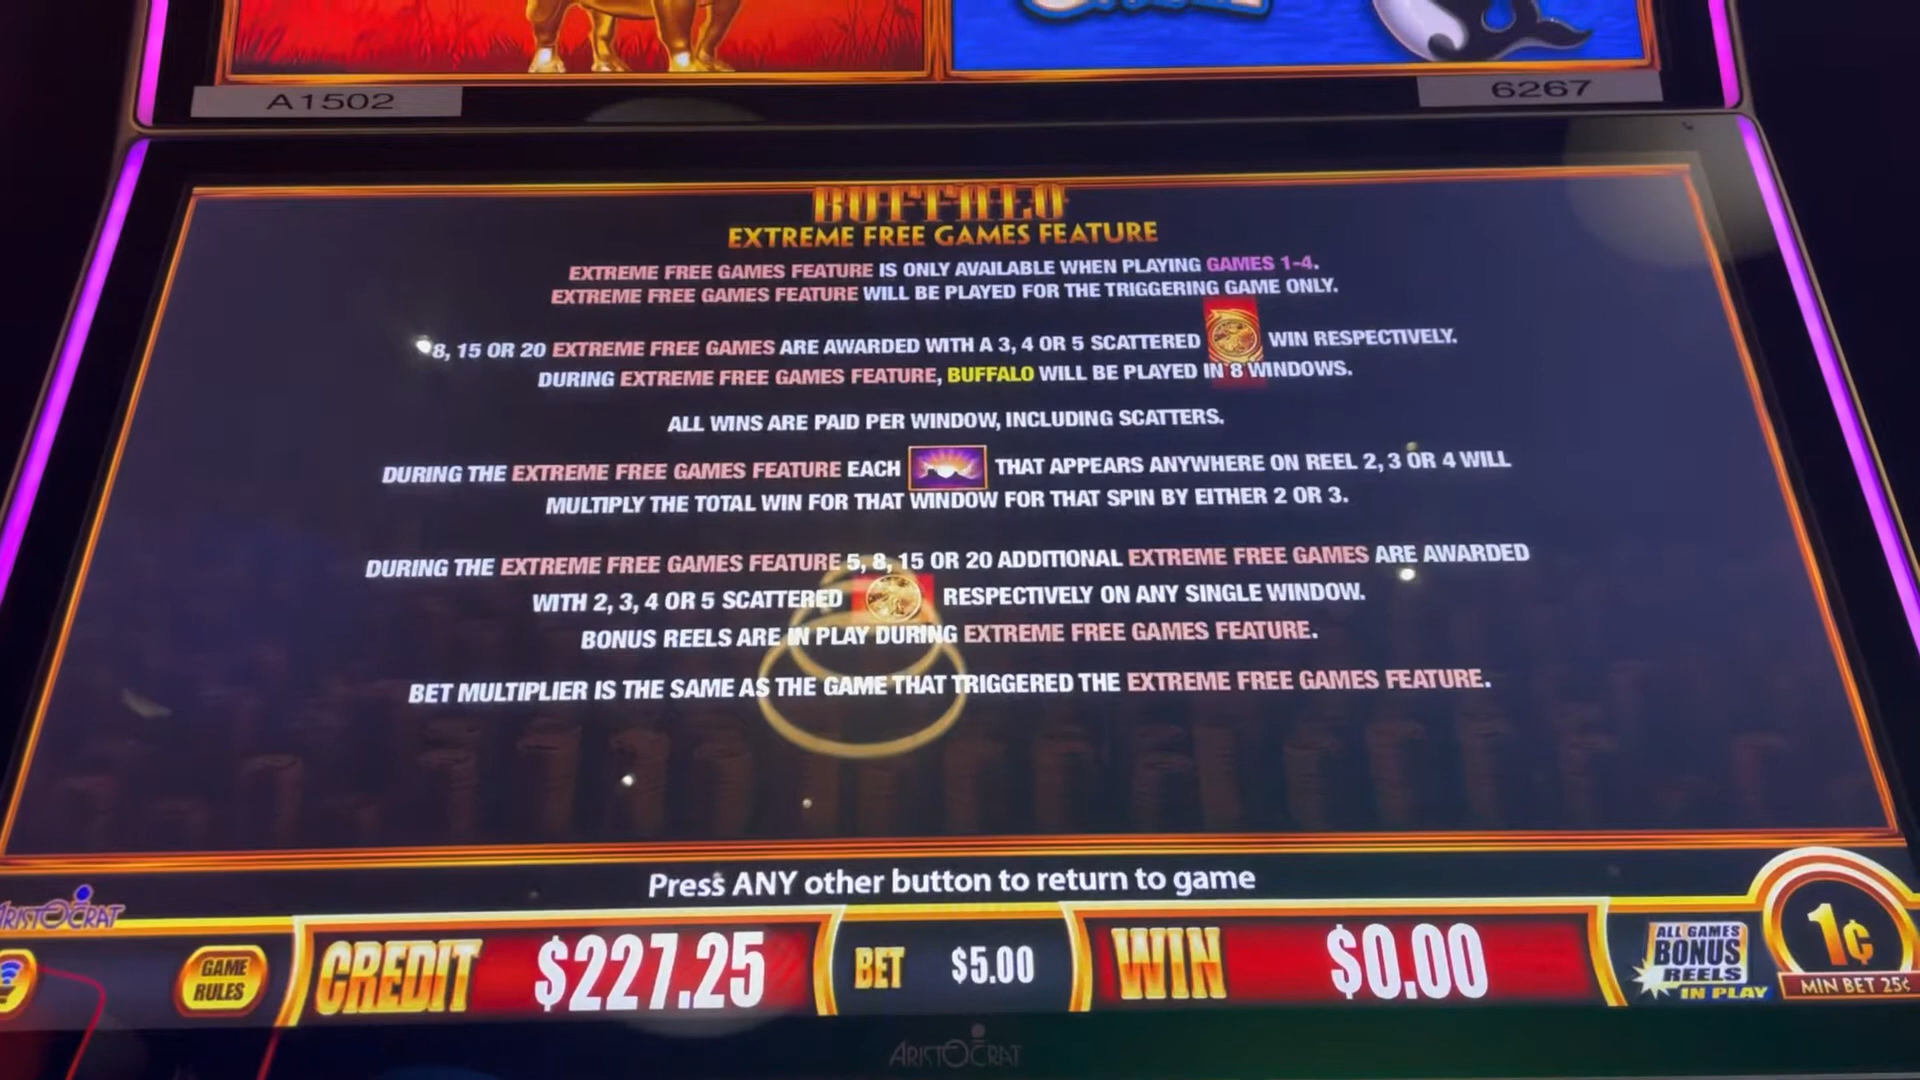 A1502
6267
BUFFALO
EXTREME FREE GAMES FEATURE
EXTREME FREE GAMES FEATURE IS ONLY AVAILABLE WHEN PLAYING GAMES 1-4.
EXTREME FREE GAMES FEATURE WILL BE PLAYED FOR THE TRIGGERING GAME ONLY.
8, 15 OR 20 EXTREME FREE GAMES ARE AWARDED WITH A 3, 4 OR 5 SCATTERED WIN RESPECTIVELY.
DURING EXTREME FREE GAMES FEATURE, BUFFALO WILL BE PLAYED IN 8 WINDOWS.
ALL WINS ARE PAID PER WINDOW, INCLUDING SCATTERS.
DURING THE EXTREME FREE GAMES FEATURE EACH THAT APPEARS ANYWHERE ON REEL 2, 3 OR 4 WILL
MULTIPLY THE TOTAL WIN FOR THAT WINDOW FOR THAT SPIN BY EITHER 2 OR 3.
DURING THE EXTREME FREE GAMES FEATURE 5, 8, 15 OR 20 ADDITIONAL EXTREME FREE GAMES ARE AWARDED
WITH 2, 3, 4 OR 5 SCATTERED RESPECTIVELY ON ANY SINGLE WINDOW.
BONUS REELS ARE IN PLAY DURING EXTREME FREE GAMES FEATURE.
BET MULTIPLIER IS THE SAME AS THE GAME THAT TRIGGERED THE EXTREME FREE GAMES FEATURE.
Press ANY other button to return to game
ARISTOCRAT
GAME
RULES
CREDIT $227.25
BET $5.00
WIN $0.00
ALL GAMES
BONUS
REELS
IN PLAY
1¢
MIN BET 25¢
ARISTOCRAT